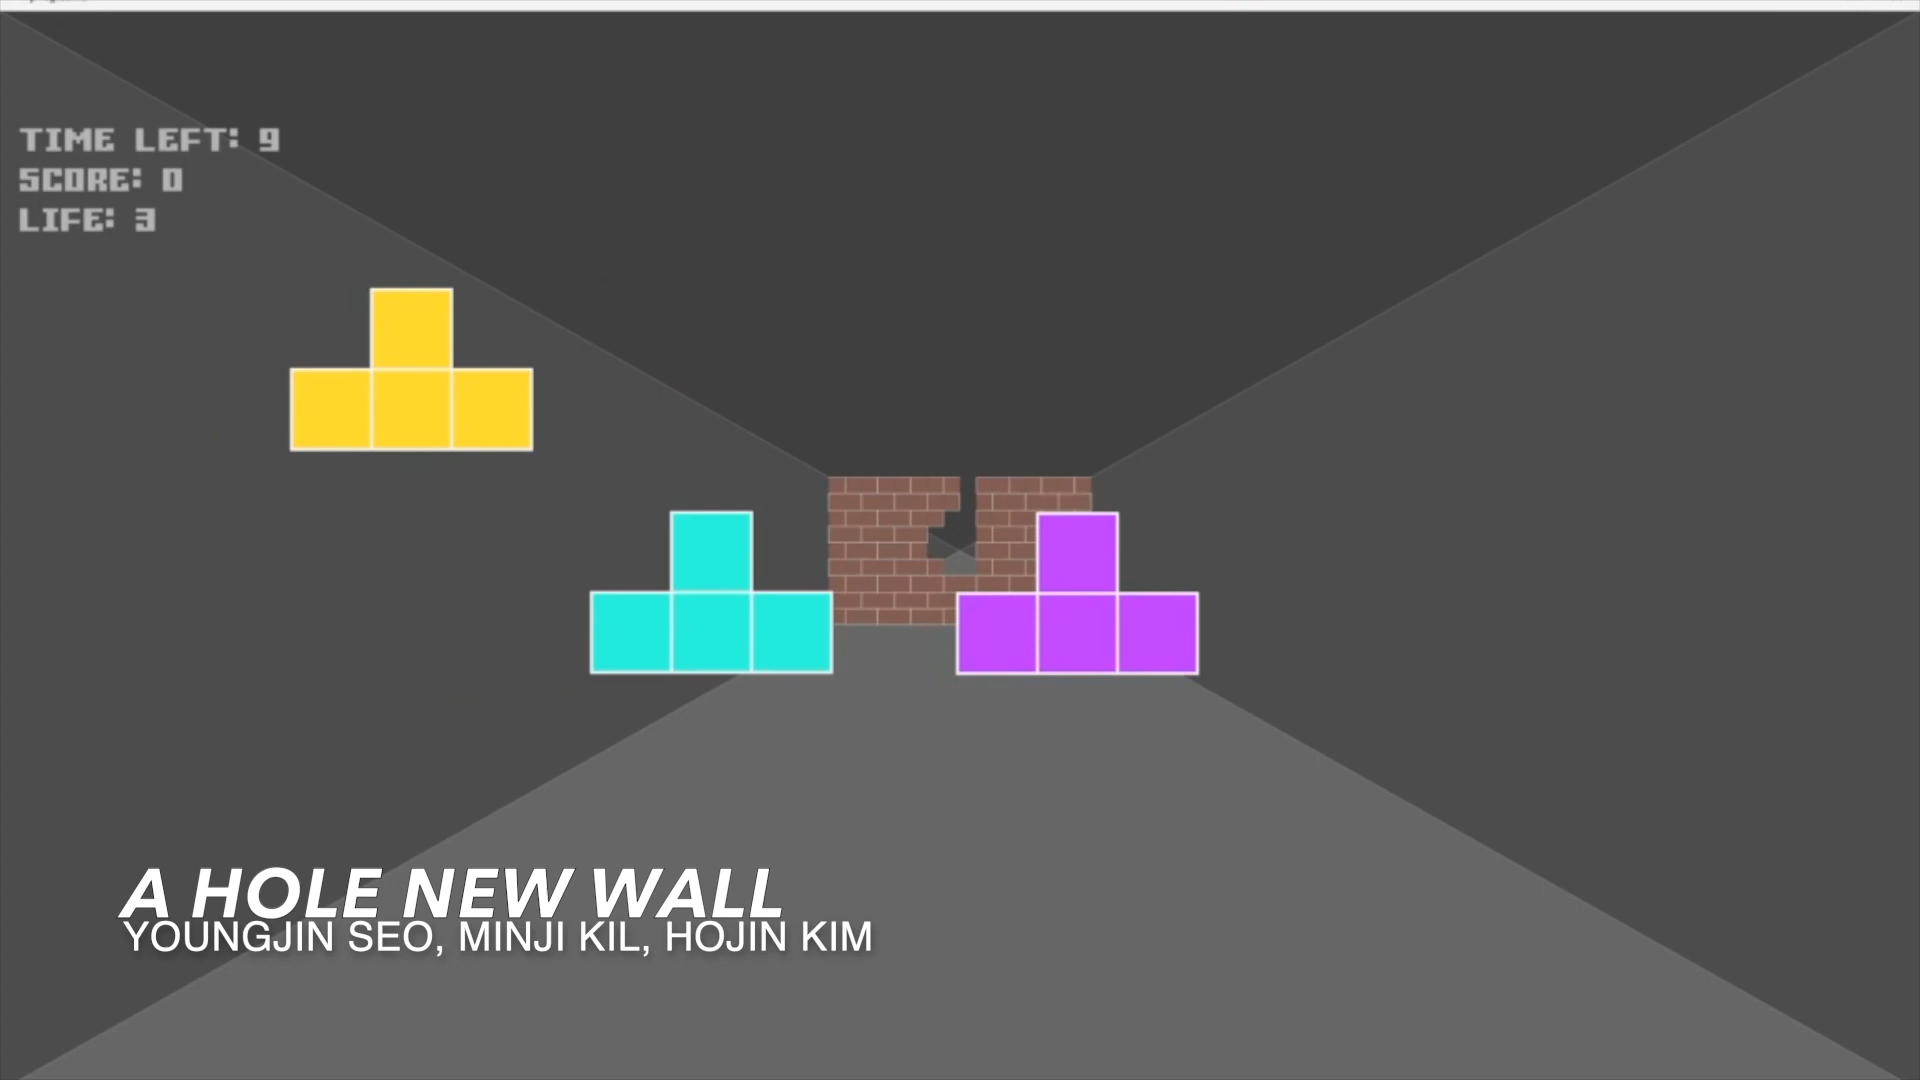 TIME LEFT: 9
SCORE: 0
LIFE: 3
A HOLE NEW WALL
YOUNGJIN SEO, MINJI KIL, HOJIN KIM